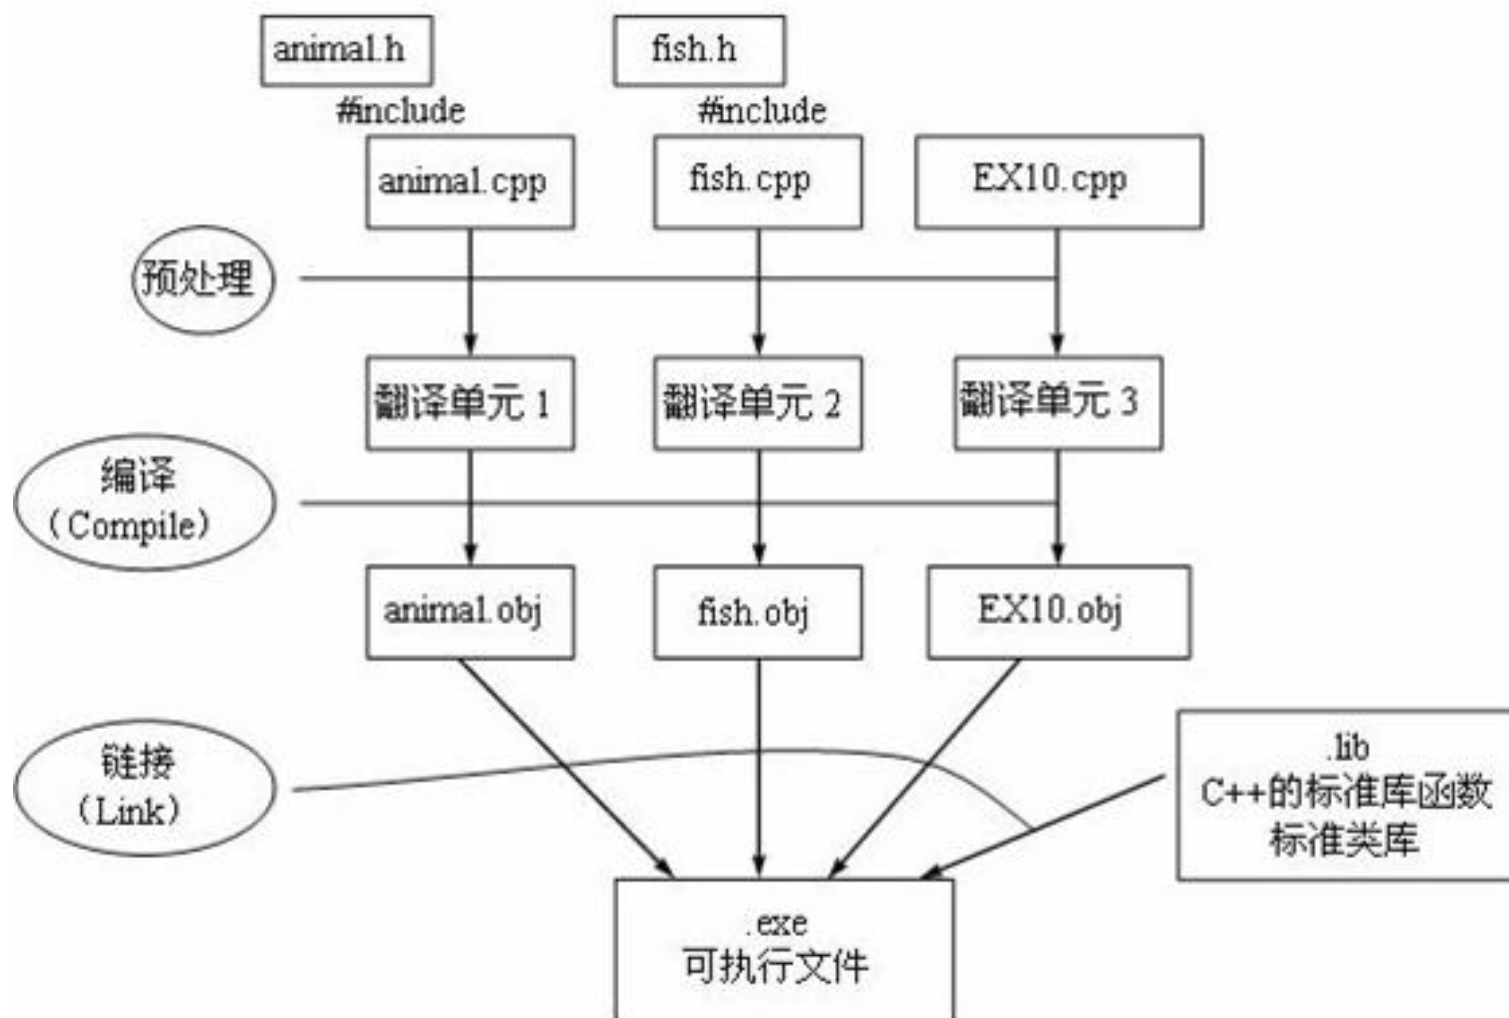 animal.h
fish.h
#include
#include
animal.cpp
fish.cpp
EX10.cpp
预处理
翻译单元 1
翻译单元 2
翻译单元 3
编译
(Compile)
animal.obj
fish.obj
EX10.obj
链接
(Link)
.lib
C++的标准库函数
标准类库
.exe
可执行文件